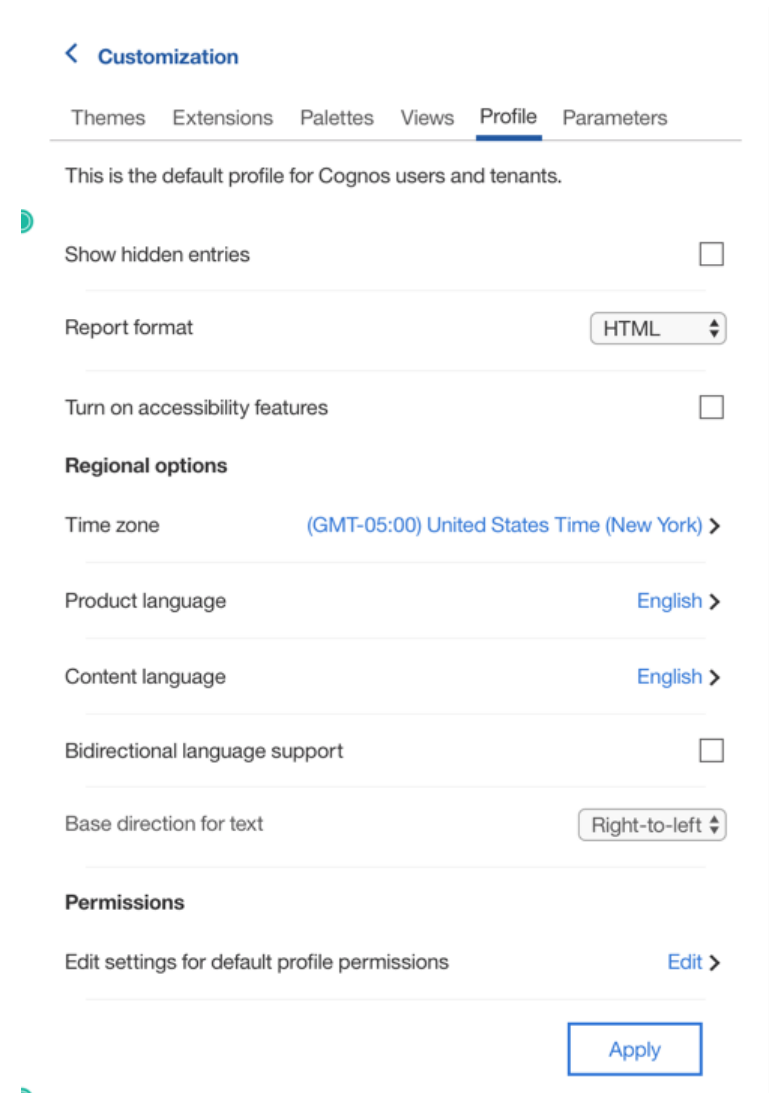 Customization
Themes Extensions Palettes Views Profile Parameters
This is the default profile for Cognos users and tenants.
Show hidden entries
Report format HTML
Turn on accessibility features
Regional options
Time zone (GMT-05:00) United States Time (New York)
Product language English
Content language English
Bidirectional language support
Base direction for text Right-to-left
Permissions
Edit settings for default profile permissions Edit
Apply